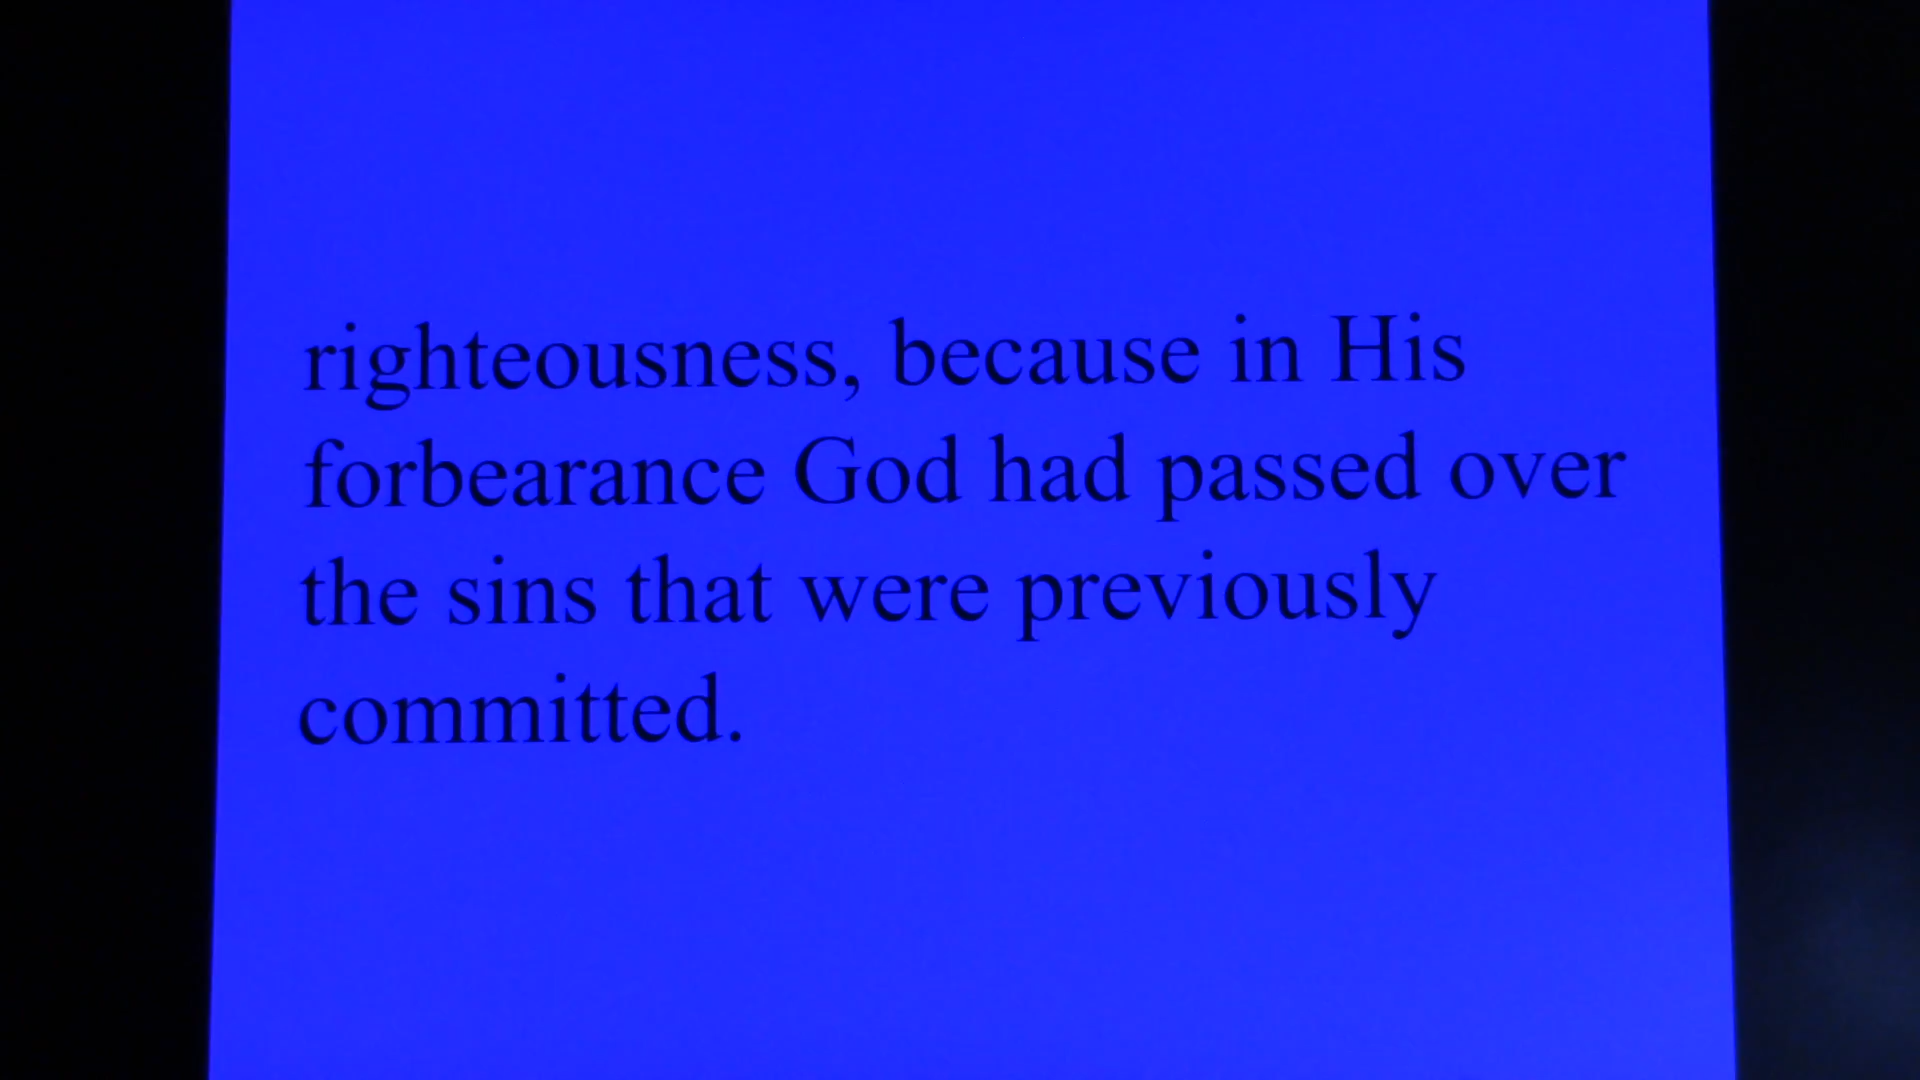 righteousness, because in His
forbearance God had passed over
the sins that were previously
committed.